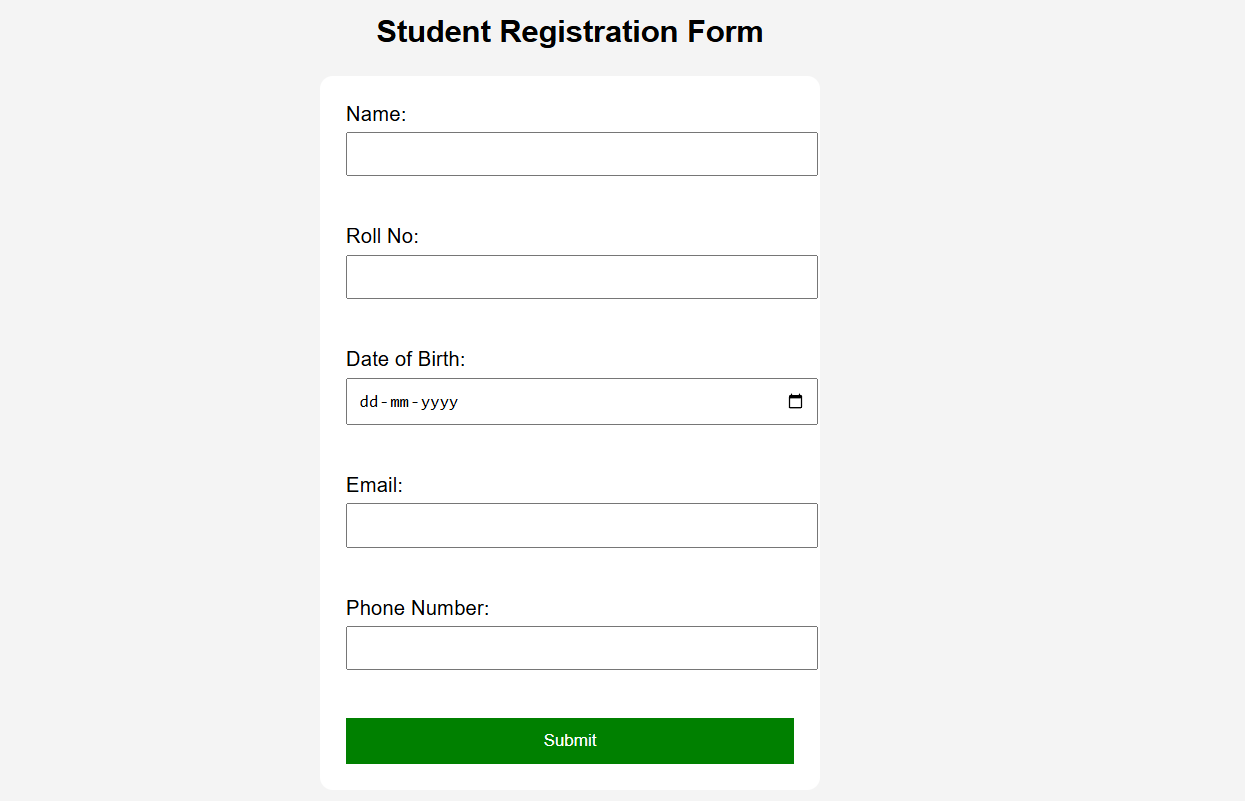 Student Registration Form
Name:
Roll No:
Date of Birth:
dd-mm-yyyy
Email:
Phone Number:
Submit